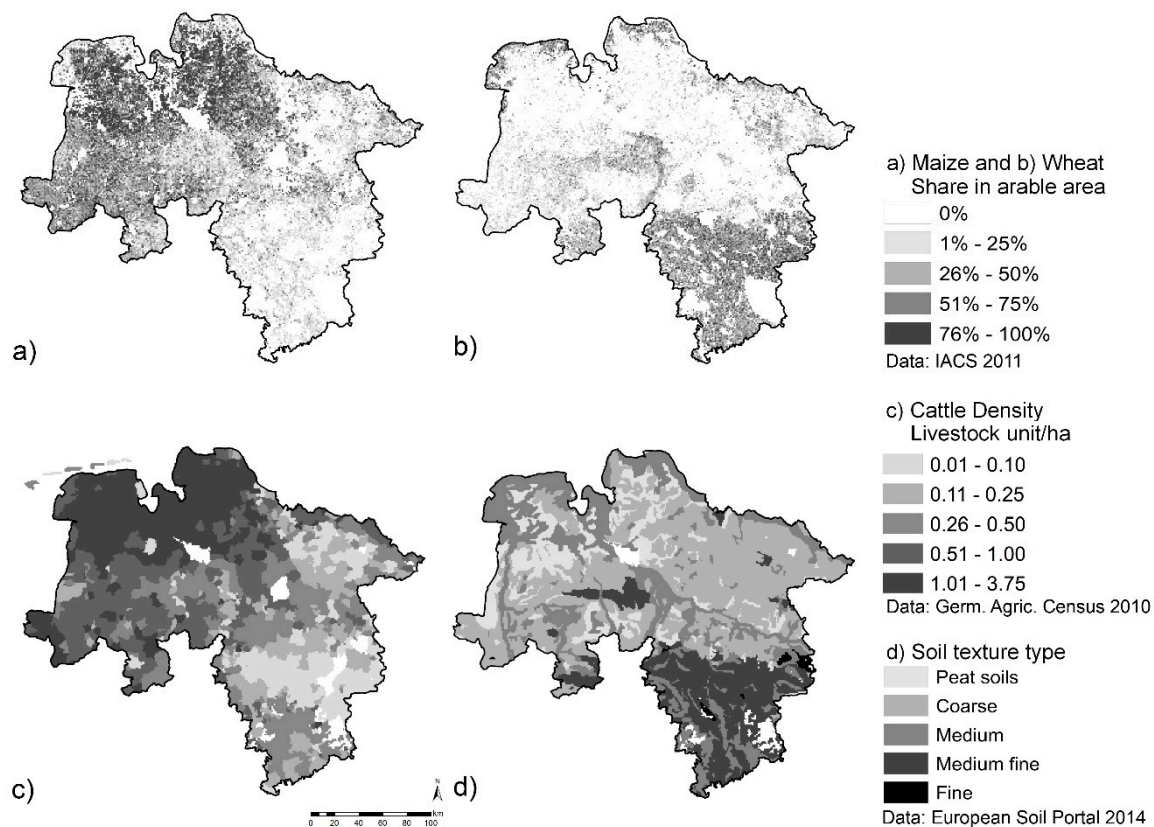 a)
b)
a) Maize and b) Wheat
Share in arable area
0%
1% - 25%
26% - 50%
51% - 75%
76% - 100%
Data: IACS 2011
c) Cattle Density
Livestock unit/ha
0.01 - 0.10
0.11 - 0.25
0.26 - 0.50
0.51 - 1.00
1.01 - 3.75
Data: Germ. Agric. Census 2010
d) Soil texture type
Peat soils
Coarse
Medium
Medium fine
Fine
Data: European Soil Portal 2014
c)
N
km
0 20 40 60 80 100
d)